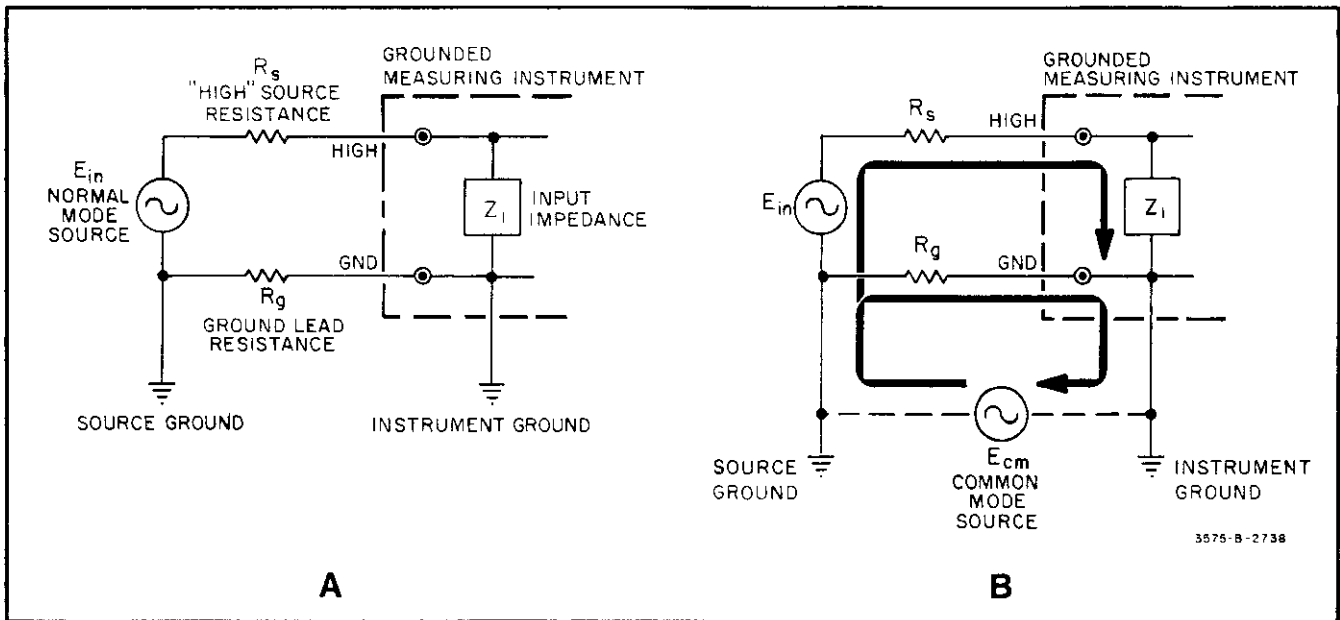 GROUNDED
MEASURING INSTRUMENT
Rs
"HIGH" SOURCE
RESISTANCE
HIGH
Ein
NORMAL
MODE
SOURCE
Zi
INPUT
IMPEDANCE
GND
Rg
GROUND LEAD
RESISTANCE
SOURCE GROUND
INSTRUMENT GROUND
A
GROUNDED
MEASURING INSTRUMENT
Rs
HIGH
Ein
Zi
Rg
GND
SOURCE
GROUND
Ecm
COMMON
MODE
SOURCE
INSTRUMENT
GROUND
3575-B-2738
B